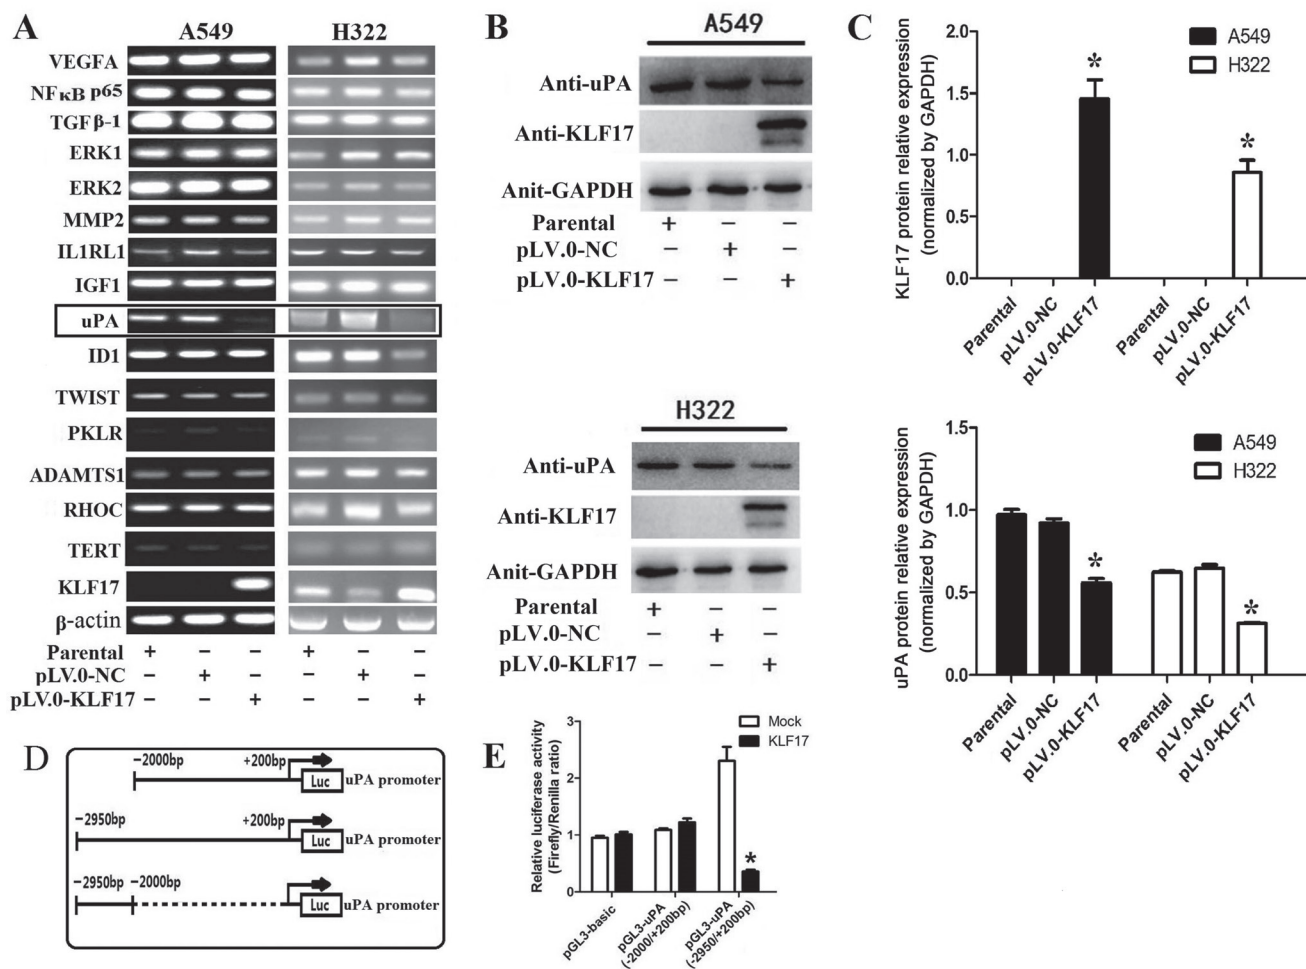 A
A549
H322
VEGFA
NFκB p65
TGFβ-1
ERK1
ERK2
MMP2
IL1RL1
IGF1
uPA
ID1
TWIST
PKLR
ADAMTS1
RHOC
TERT
KLF17
β-actin
Parental + − − + − −
pLV.0-NC − + − − + −
pLV.0-KLF17 − − + − − +
B
A549
Anti-uPA
Anti-KLF17
Anit-GAPDH
Parental + − −
pLV.0-NC − + −
pLV.0-KLF17 − − +
H322
Anti-uPA
Anti-KLF17
Anit-GAPDH
Parental + − −
pLV.0-NC − + −
pLV.0-KLF17 − − +
C
KLF17 protein relative expression
(normalized by GAPDH)
2.0
1.5
1.0
0.5
0.0
A549
H322
*
*
Parental
pLV.0-NC
pLV.0-KLF17
Parental
pLV.0-NC
pLV.0-KLF17
uPA protein relative expression
(normalized by GAPDH)
1.5
1.0
0.5
0.0
A549
H322
*
*
Parental
pLV.0-NC
pLV.0-KLF17
Parental
pLV.0-NC
pLV.0-KLF17
D
−2000bp +200bp
Luc uPA promoter
−2950bp +200bp
Luc uPA promoter
−2950bp −2000bp
Luc uPA promoter
E
Relative luciferase activity
(Firefly/Renilla ratio)
3
2
1
0
Mock
KLF17
*
pGL3-basic
pGL3-uPA
(-2000/+200bp)
pGL3-uPA
(-2950/+200bp)